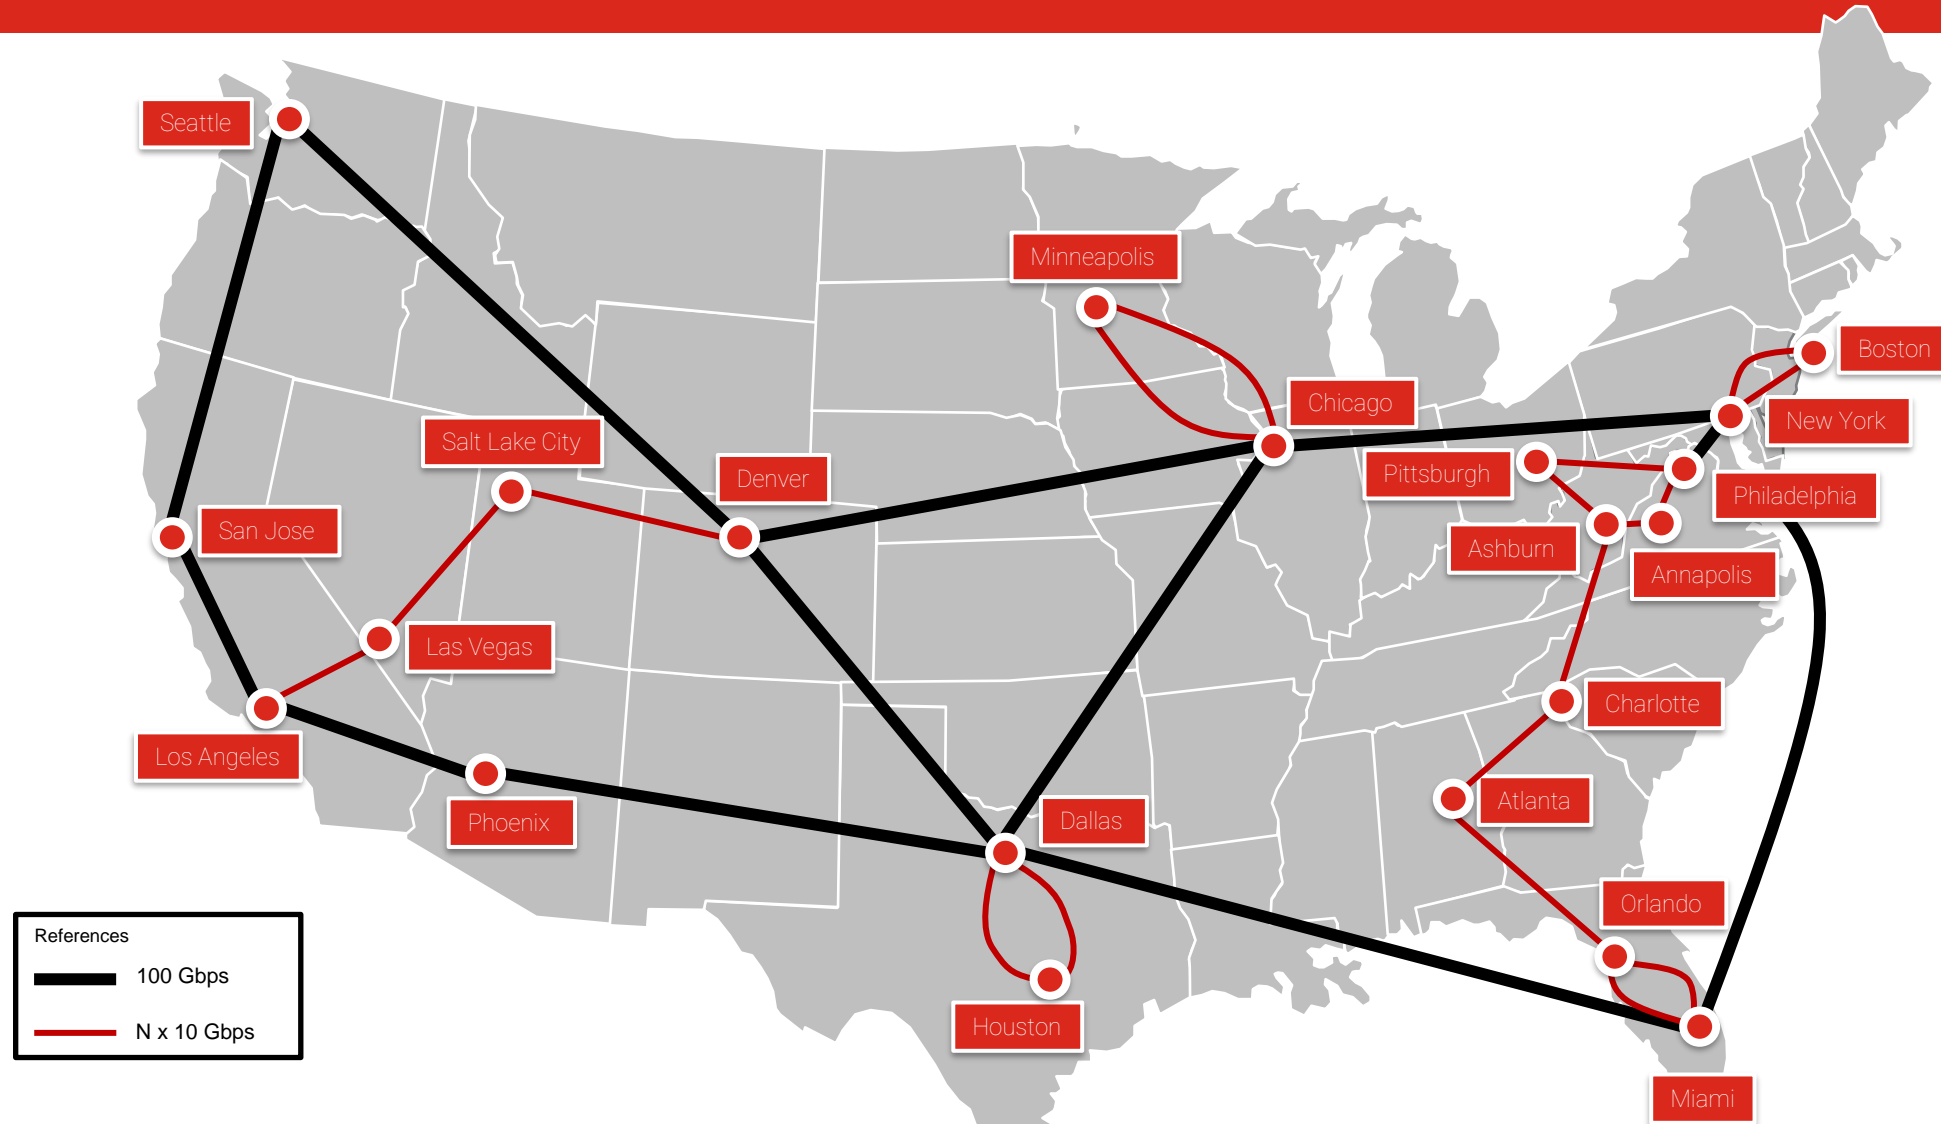 Seattle
Minneapolis
Boston
Chicago
New York
Salt Lake City
Denver
Pittsburgh
Philadelphia
San Jose
Ashburn
Annapolis
Las Vegas
Charlotte
Los Angeles
Phoenix
Dallas
Atlanta
Orlando
Houston
Miami
References
100 Gbps
N x 10 Gbps